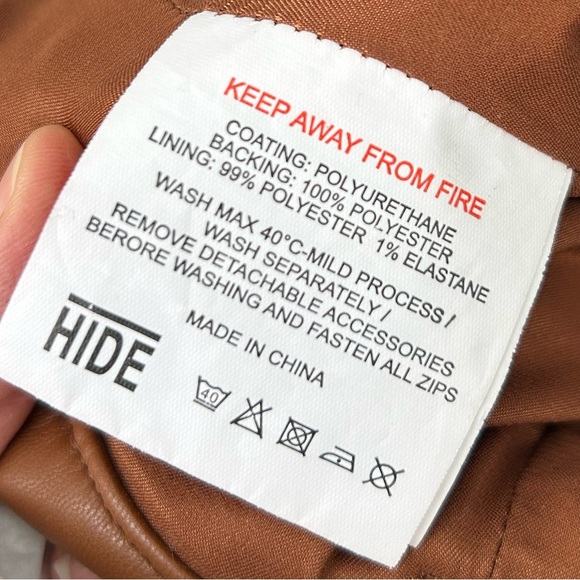 KEEP AWAY FROM FIRE
COATING: POLYURETHANE
BACKING: 100% POLYESTER
LINING: 99% POLYESTER 1% ELASTANE
WASH MAX 40°C-MILD PROCESS /
WASH SEPARATELY /
REMOVE DETACHABLE ACCESSORIES
BERORE WASHING AND FASTEN ALL ZIPS
MADE IN CHINA
HIDE
40